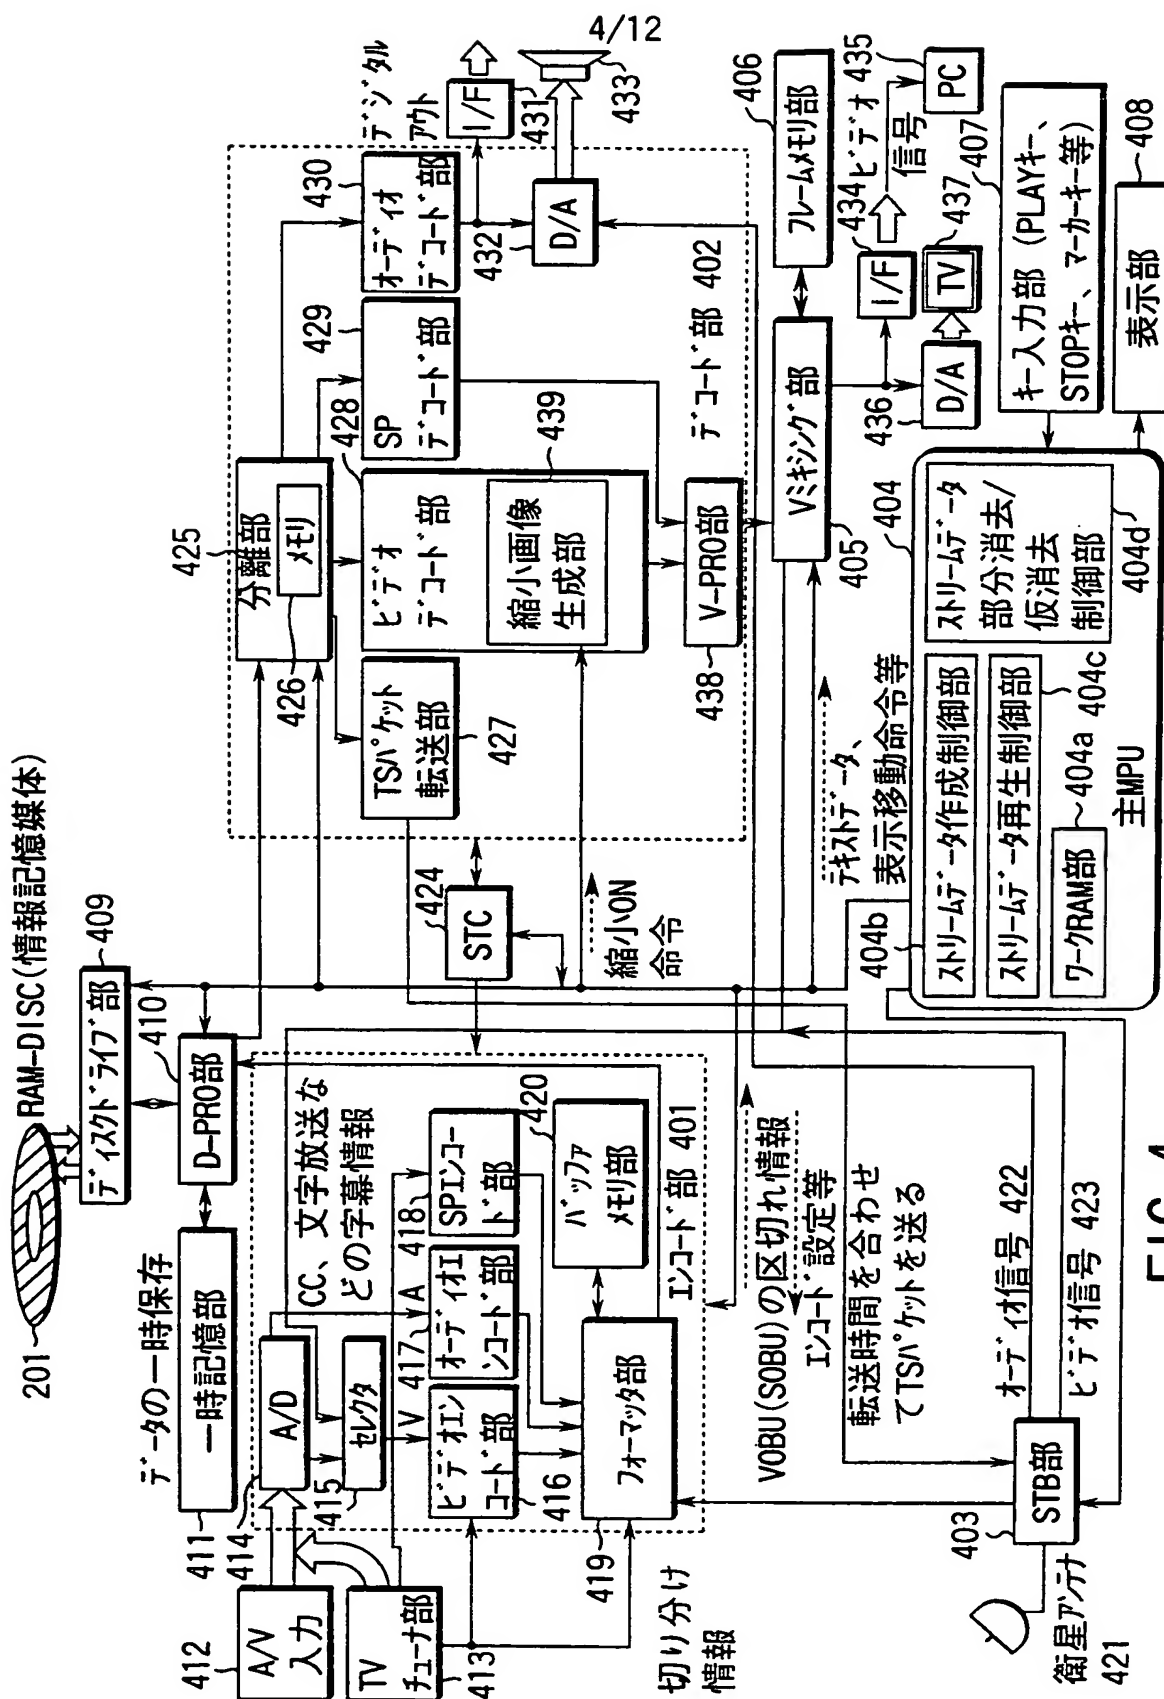 4/12
RAM-DISC(情報記憶媒体)
201
ディスクドライブ部
409
D-PRO部
410
データの一時保存
一時記憶部
411
A/V
入力
412
TV
チューナ部
413
切り分け
情報
A/D
414
セレクタ
415
CC、文字放送な
どの字幕情報
V
A
ビデオエン
コード部
416
オーディオエ
ンコード部
417
SPエンコー
ド部
418
フォーマッタ部
419
バッファ
メモリ部
420
エンコード部 401
VOBU(SOBU)の区切れ情報
エンコード設定等
転送時間を合わせ
てTSパケットを送る
衛星アンテナ
421
STB部
403
オーディオ信号 422
ビデオ信号 423
STC
424
縮小ON
命令
分離部
425
メモリ
426
TSパケット
転送部
427
ビデオ
デコード部
428
縮小画像
生成部
439
SP
デコード部
429
オーディオ
デコード部
430
デコード部 402
V-PRO部
438
デジタル
アウト
I/F
431
D/A
432
433
Vミキシング部
405
フレームメモリ部
406
I/F
434
ビデオ
信号
PC
435
D/A
436
TV
437
キー入力部 (PLAYキー、
STOPキー、マーカーキー等)
407
表示部
408
テキストデータ、
表示移動命令等
404
ストリームデータ作成制御部
404b
ストリームデータ再生制御部
404c
ワークRAM部
404a
ストリームデータ
部分消去/
仮消去
制御部
404d
主MPU